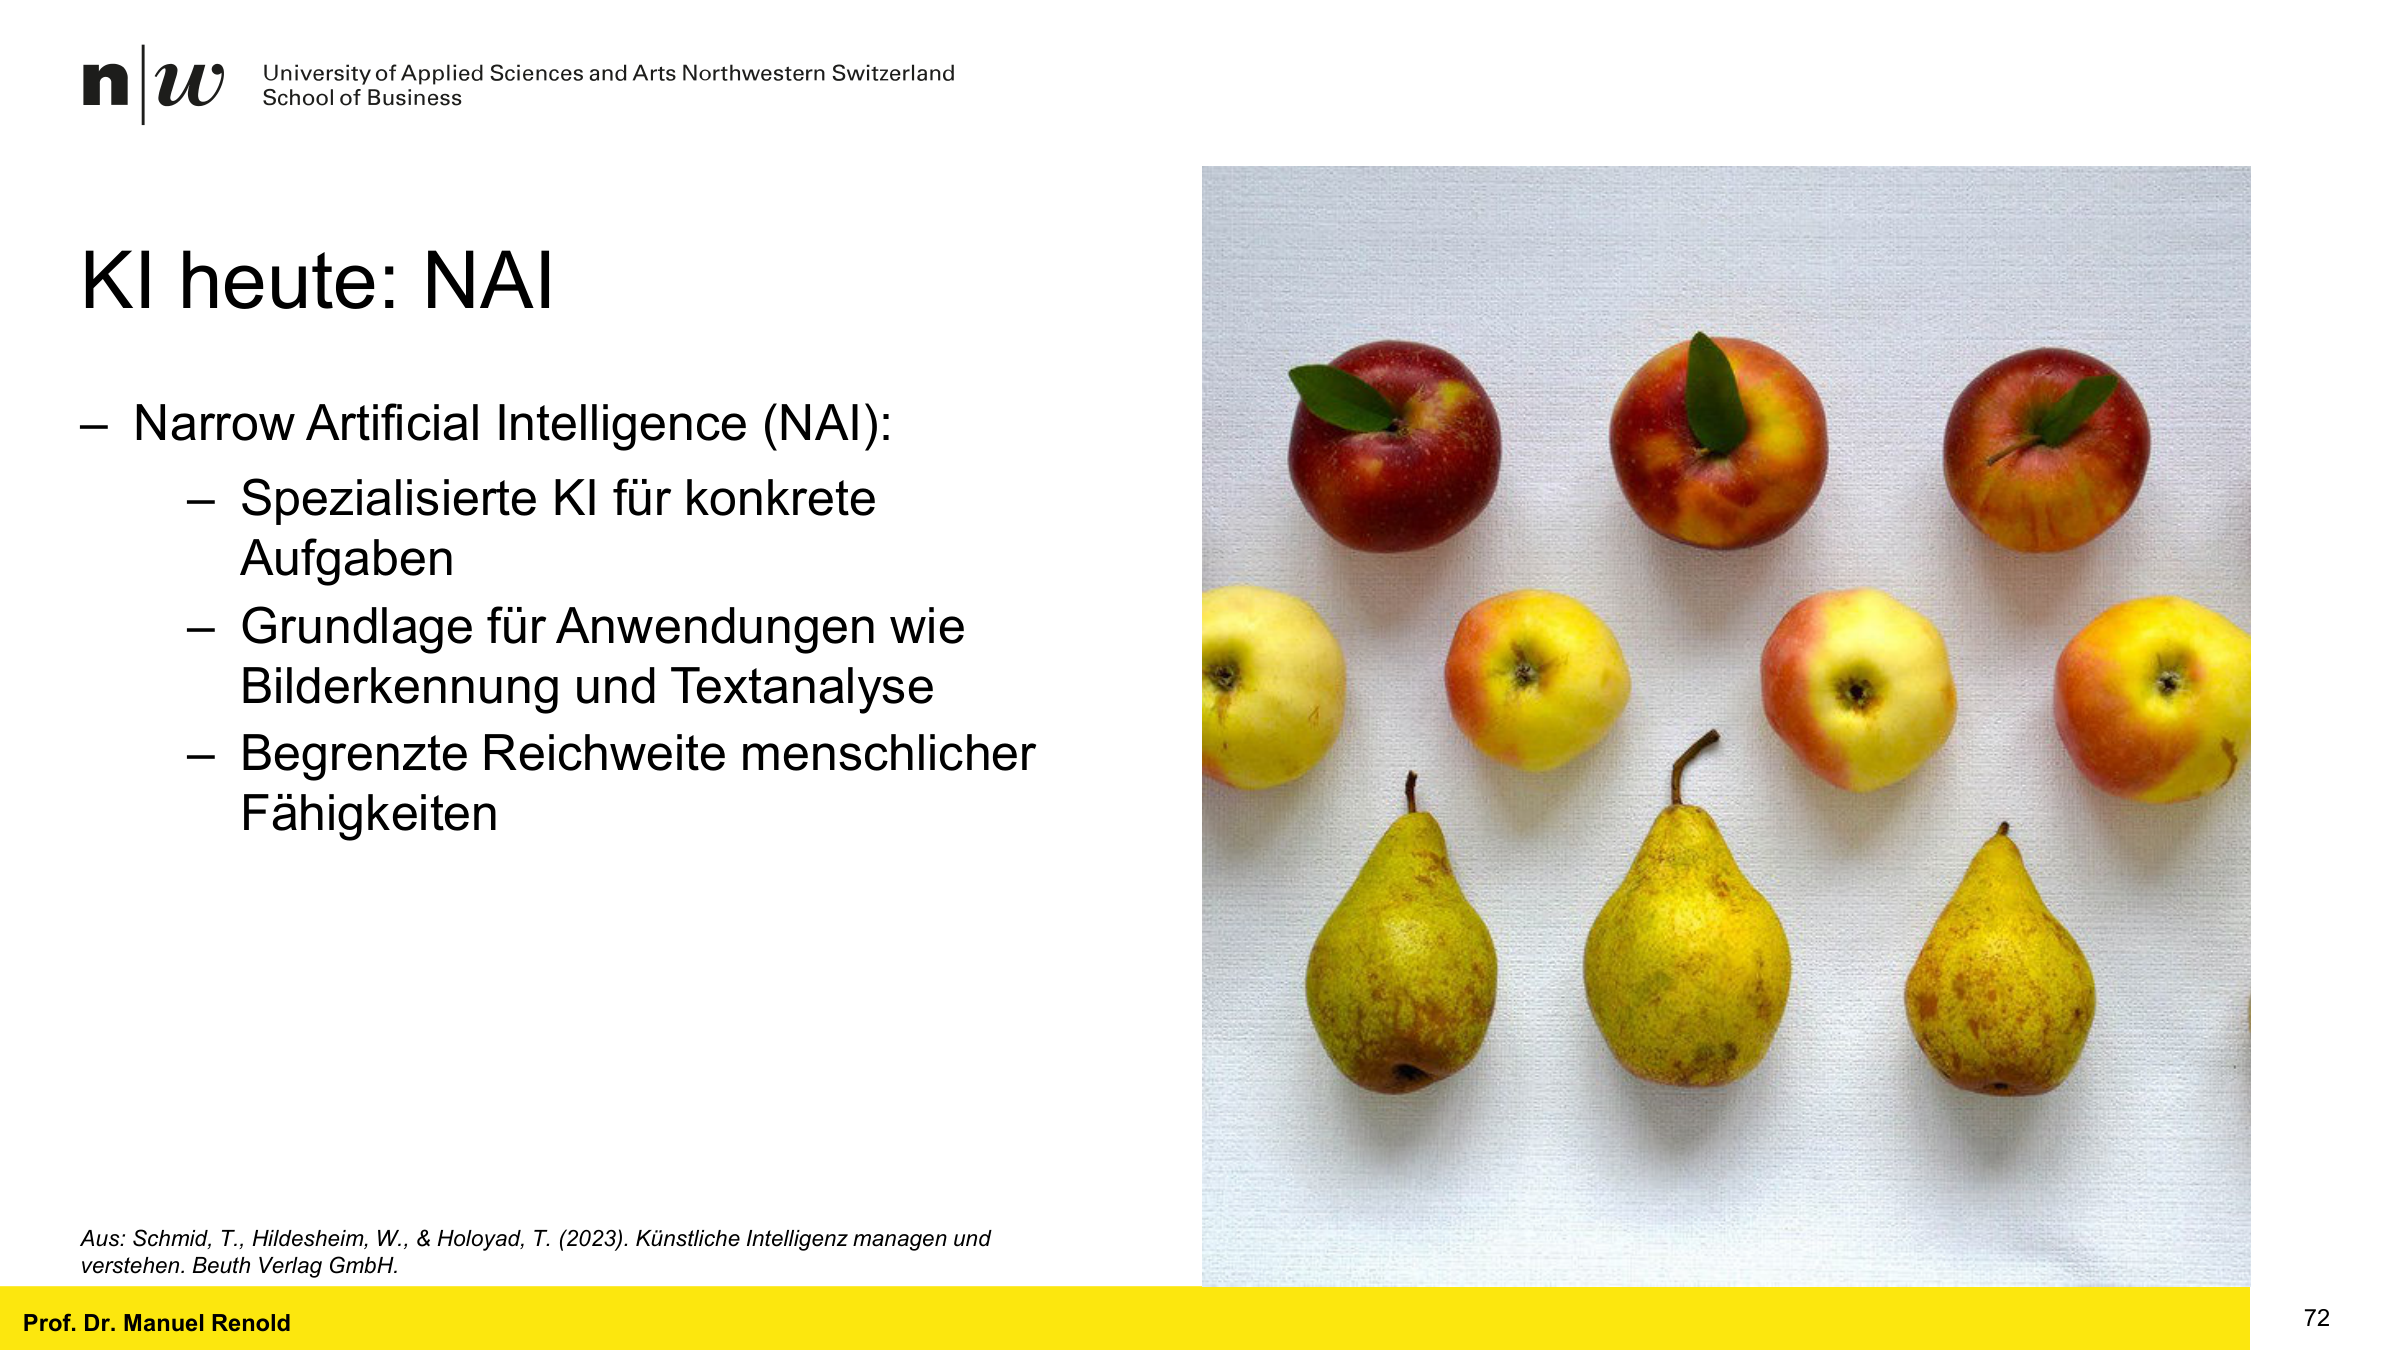 n|w University of Applied Sciences and Arts Northwestern Switzerland
School of Business
KI heute: NAI
– Narrow Artificial Intelligence (NAI):
– Spezialisierte KI für konkrete
Aufgaben
– Grundlage für Anwendungen wie
Bilderkennung und Textanalyse
– Begrenzte Reichweite menschlicher
Fähigkeiten
Aus: Schmid, T., Hildesheim, W., & Holoyad, T. (2023). Künstliche Intelligenz managen und
verstehen. Beuth Verlag GmbH.
Prof. Dr. Manuel Renold
72